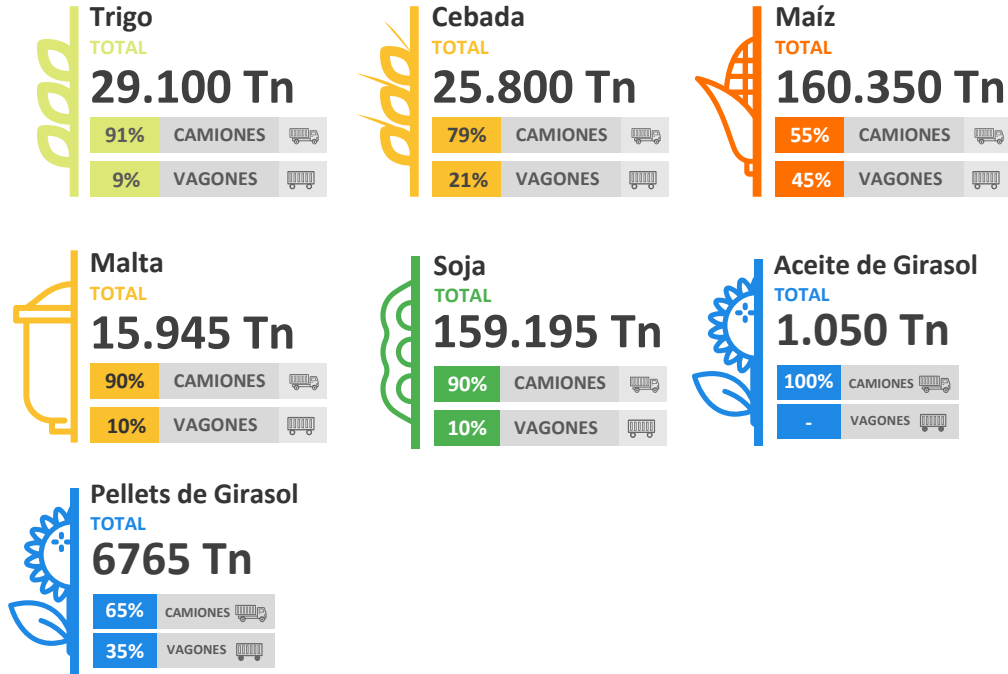 Trigo
TOTAL
29.100 Tn
91% CAMIONES
9% VAGONES
Cebada
TOTAL
25.800 Tn
79% CAMIONES
21% VAGONES
Maíz
TOTAL
160.350 Tn
55% CAMIONES
45% VAGONES
Malta
TOTAL
15.945 Tn
90% CAMIONES
10% VAGONES
Soja
TOTAL
159.195 Tn
90% CAMIONES
10% VAGONES
Aceite de Girasol
TOTAL
1.050 Tn
100% CAMIONES
- VAGONES
Pellets de Girasol
TOTAL
6765 Tn
65% CAMIONES
35% VAGONES